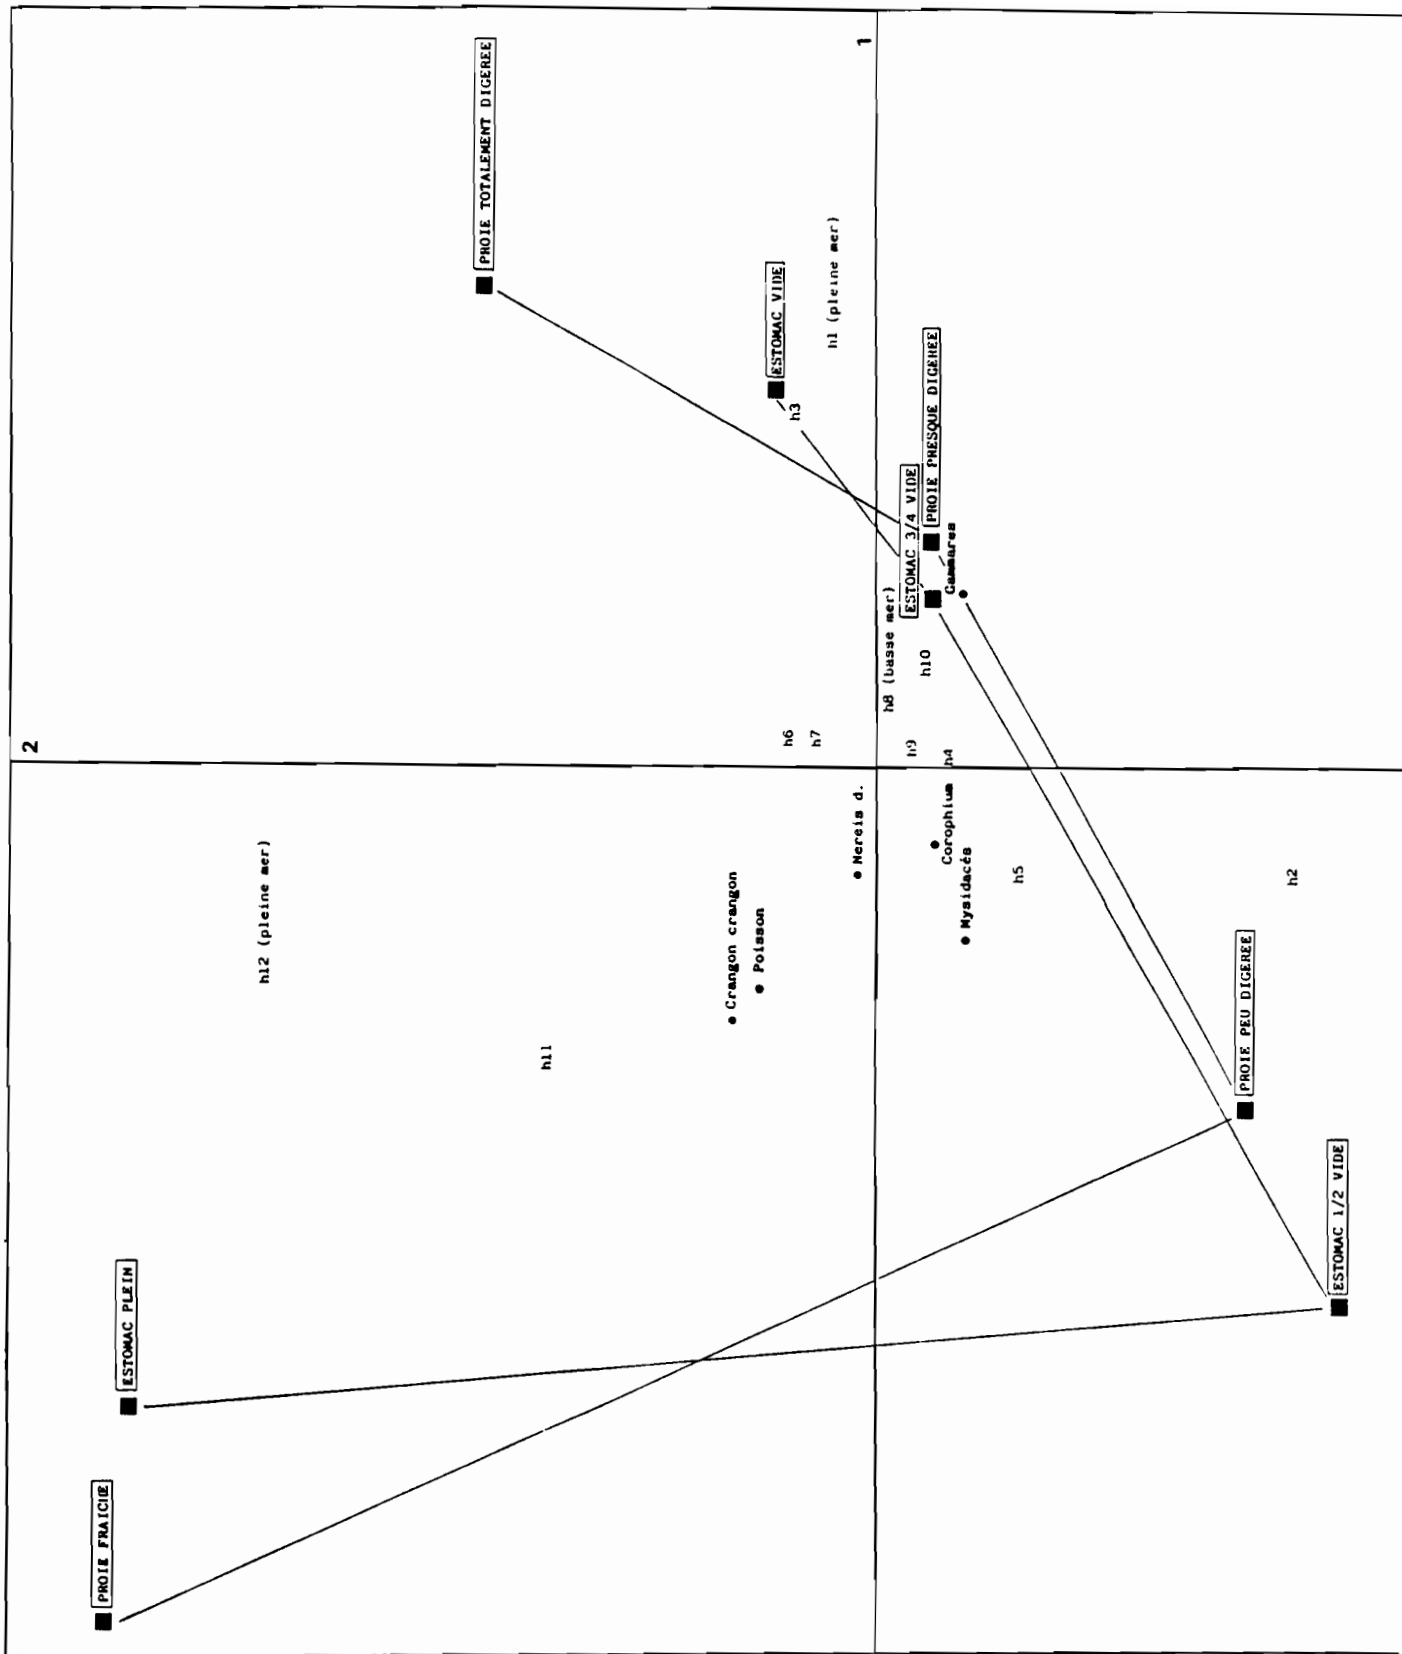 2
PROIE FRAICHE
ESTOMAC PLEIN
h12 (pleine mer)
PROIE TOTALEMENT DIGEREE
h11
Crangon crangon
Poisson
ESTOMAC VIDE
h6
h3
h7
h1 (pleine mer)
Nereis d.
1
h8 (basse mer)
ESTOMAC 3/4 VIDE
h9
h10
PROIE PRESQUE DIGEREE
Corophium
h4
Gammares
Mysidacés
h5
PROIE PEU DIGEREE
h2
ESTOMAC 1/2 VIDE